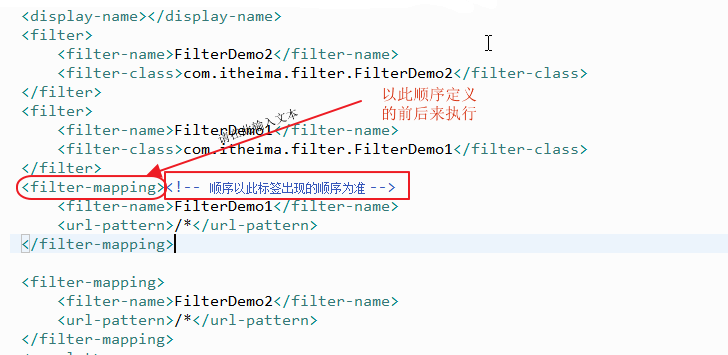 <display-name></display-name>
<filter>
<filter-name>FilterDemo2</filter-name>
<filter-class>com.itheima.filter.FilterDemo2</filter-class>
</filter>
<filter>
<filter-name>FilterDemo1</filter-name>
<filter-class>com.itheima.filter.FilterDemo1</filter-class>
</filter>
以此顺序定义
的前后来执行
请在此输入文本
<filter-mapping><!-- 顺序以此标签出现的顺序为准 -->
<filter-name>FilterDemo1</filter-name>
<url-pattern>/*</url-pattern>
</filter-mapping>
<filter-mapping>
<filter-name>FilterDemo2</filter-name>
<url-pattern>/*</url-pattern>
</filter-mapping>